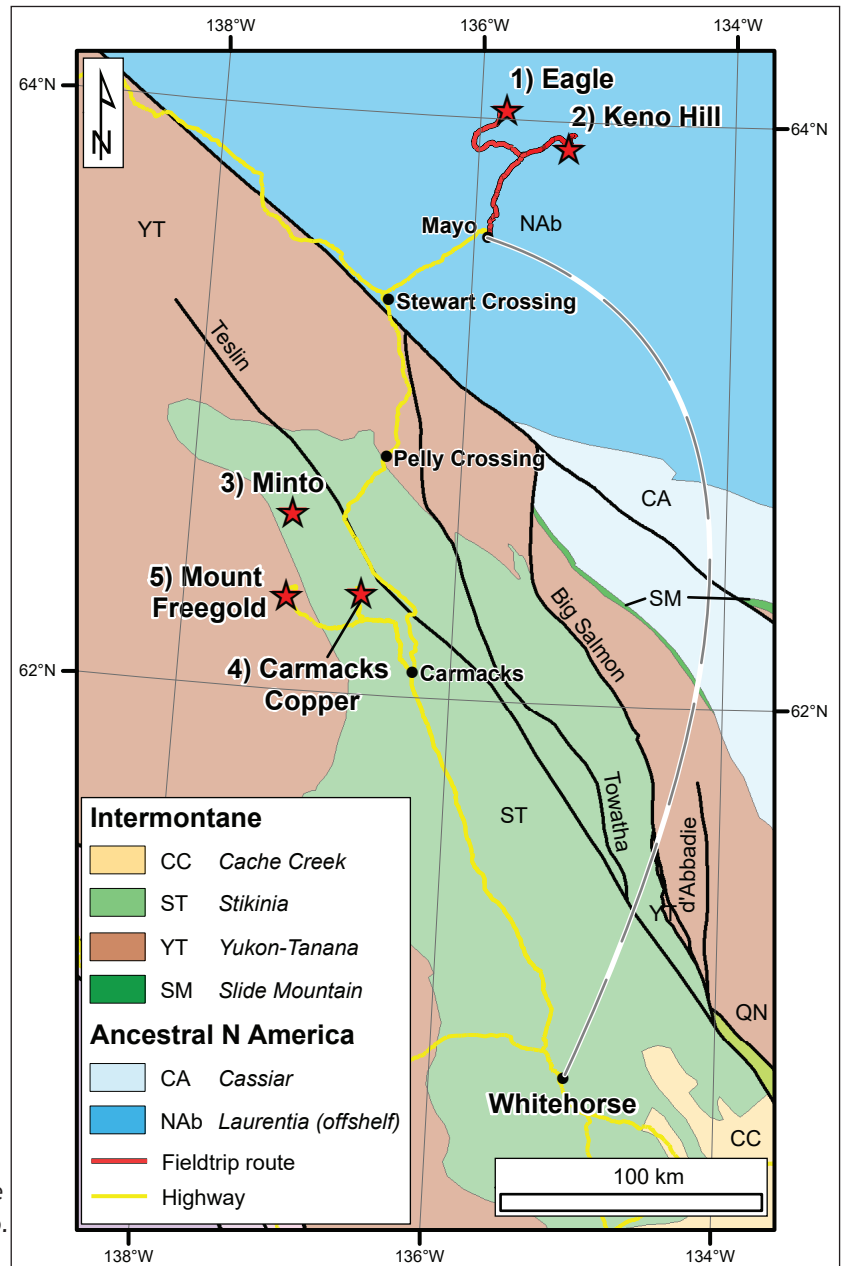 138°W
136°W
134°W
64°N
64°N
N
1) Eagle
2) Keno Hill
Mayo
NAb
YT
Stewart Crossing
Teslin
Pelly Crossing
3) Minto
CA
5) Mount
Freegold
SM
Big Salmon
4) Carmacks
Copper
Carmacks
62°N
62°N
ST
Towatha
d'Abbadie
YT
QN
Whitehorse
CC
100 km
Intermontane
CC Cache Creek
ST Stikinia
YT Yukon-Tanana
SM Slide Mountain
Ancestral N America
CA Cassiar
NAb Laurentia (offshelf)
Fieldtrip route
Highway
138°W
136°W
134°W